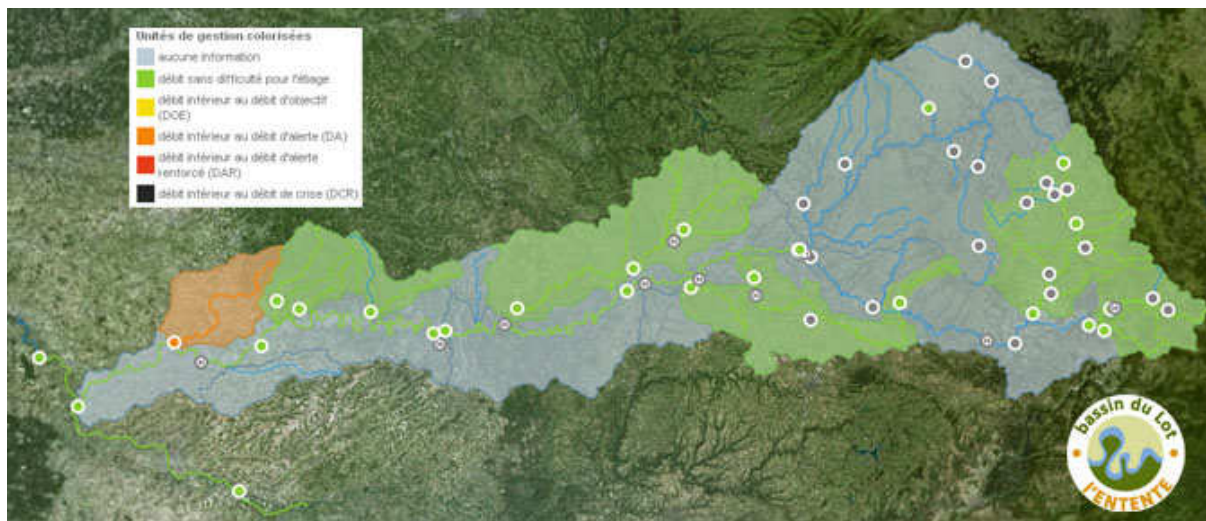 Unités de gestion colorisées
aucune information
débit sans difficulté pour l'étiage
débit inférieur au débit d'objectif
(DOE)
débit inférieur au débit d'alerte (DA)
débit inférieur au débit d'alerte
renforcé (DAR)
débit inférieur au débit de crise (DCR)
bassin du Lot
l'ENTENTE